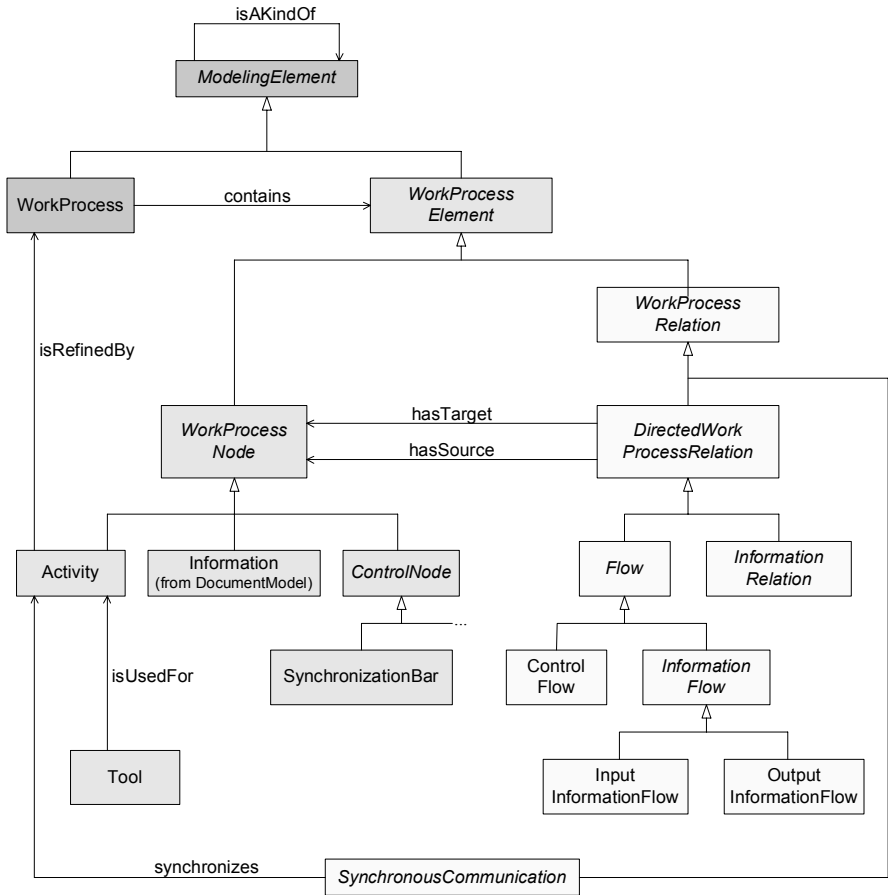 isAKindOf
ModelingElement
WorkProcess
contains
WorkProcess
Element
WorkProcess
Relation
isRefinedBy
WorkProcess
Node
hasTarget
hasSource
DirectedWork
ProcessRelation
Activity
Information
(from DocumentModel)
ControlNode
Flow
Information
Relation
...
isUsedFor
SynchronizationBar
Control
Flow
Information
Flow
Tool
Input
InformationFlow
Output
InformationFlow
synchronizes
SynchronousCommunication